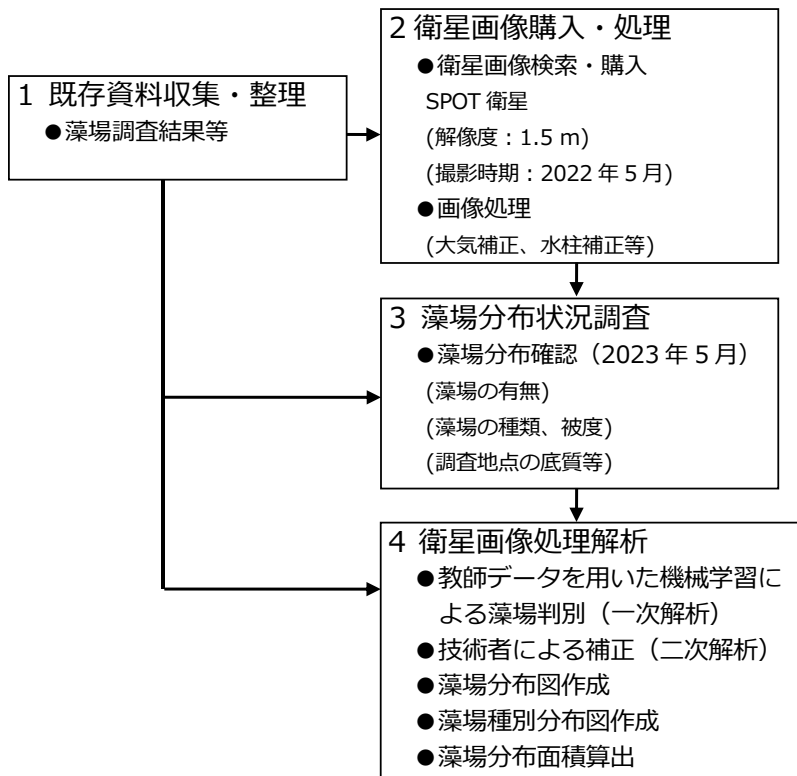 1 既存資料収集・整理
●藻場調査結果等
2 衛星画像購入・処理
●衛星画像検索・購入
SPOT 衛星
(解像度：1.5 m)
(撮影時期：2022 年 5 月)
●画像処理
(大気補正、水柱補正等)
3 藻場分布状況調査
●藻場分布確認（2023 年 5 月）
(藻場の有無)
(藻場の種類、被度)
(調査地点の底質等)
4 衛星画像処理解析
●教師データを用いた機械学習に
よる藻場判別（一次解析）
●技術者による補正（二次解析）
●藻場分布図作成
●藻場種別分布図作成
●藻場分布面積算出